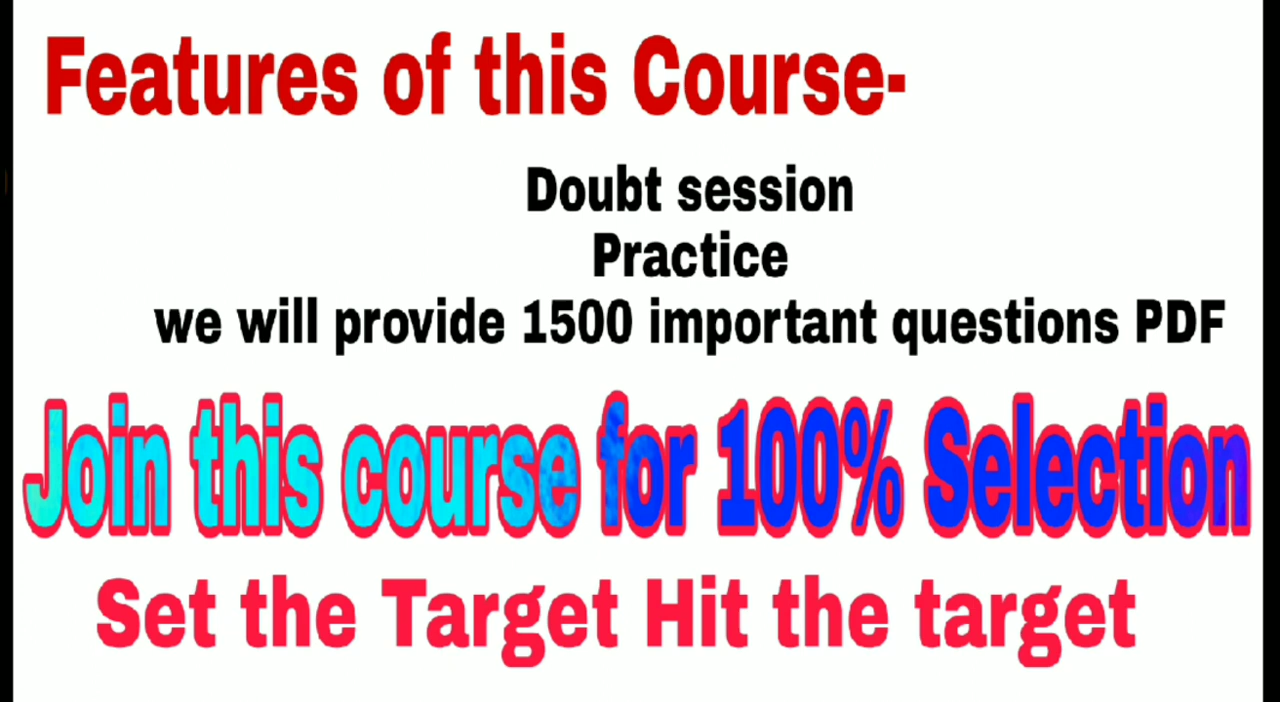 Features of this Course-
Doubt session
Practice
we will provide 1500 important questions PDF
Join this course for 100% Selection
Set the Target Hit the target